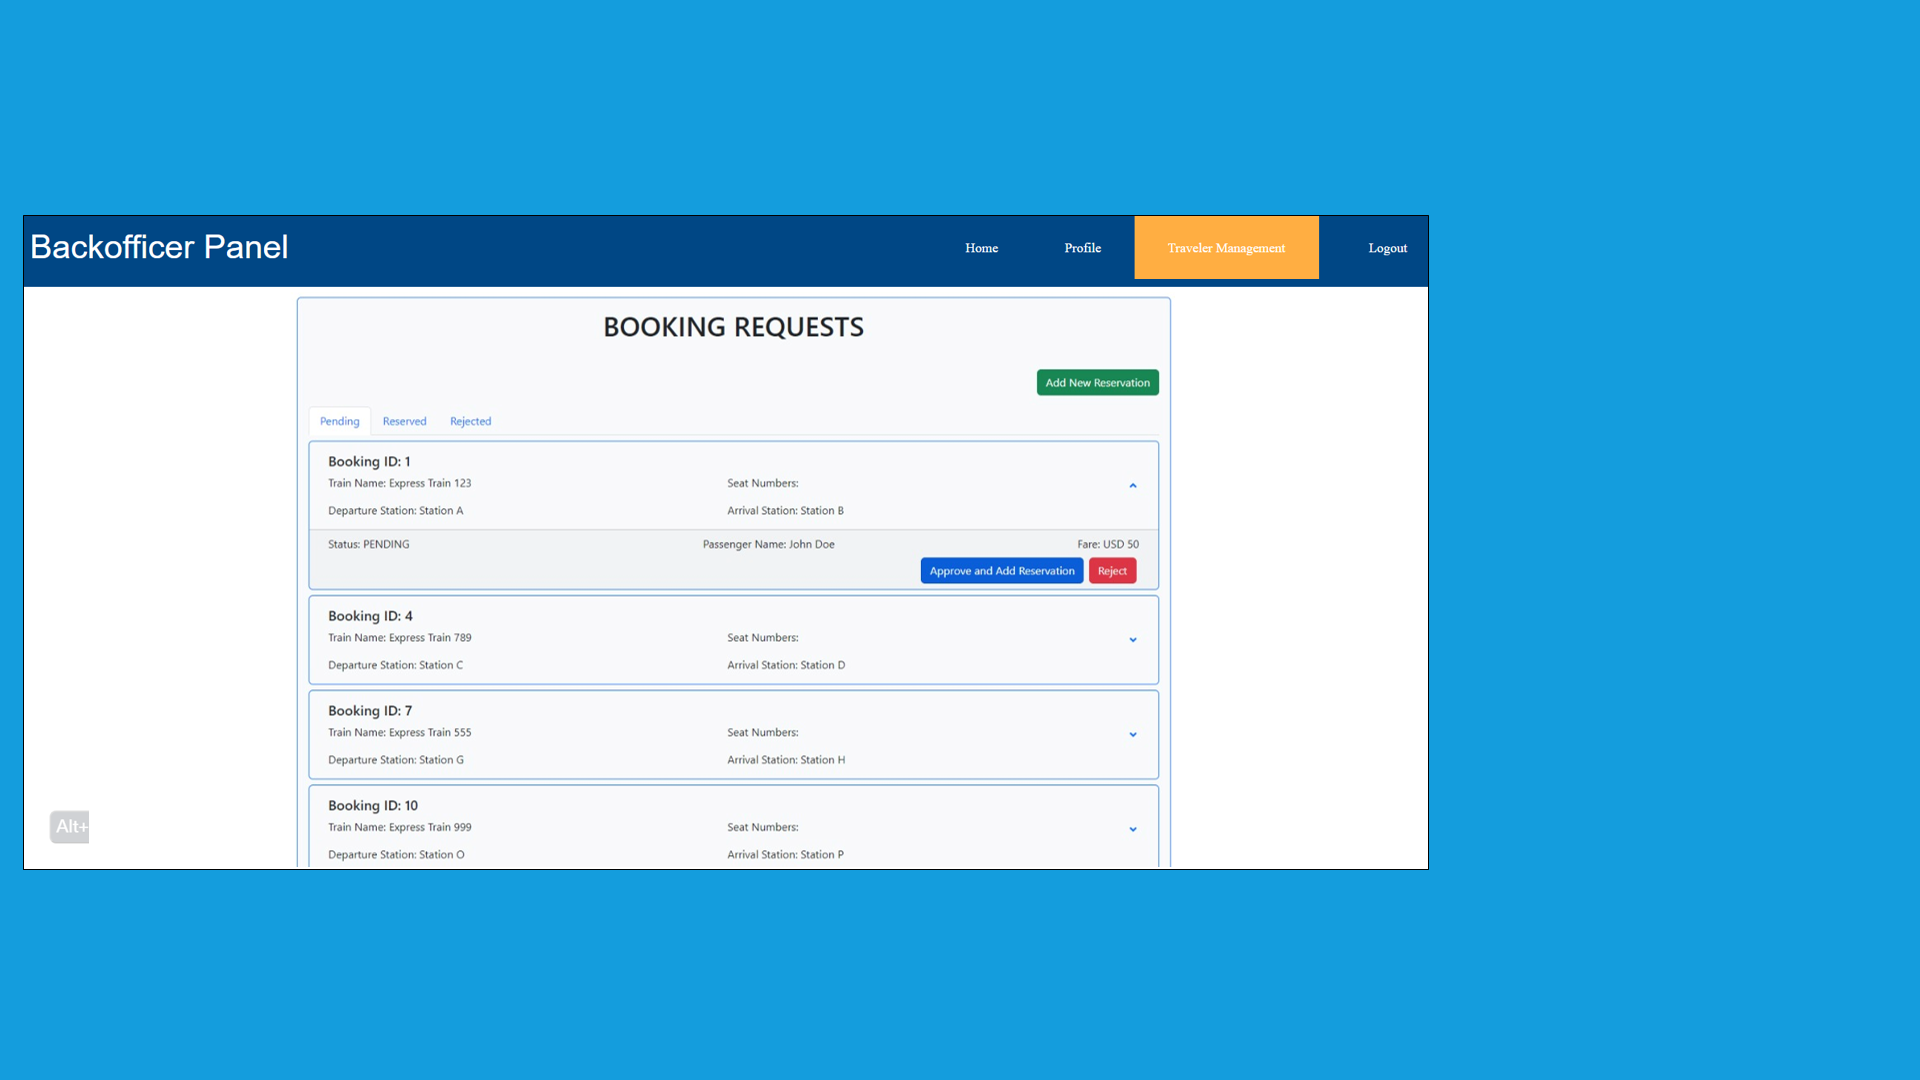 Backofficer Panel
Home Profile Traveler Management Logout
BOOKING REQUESTS
Add New Reservation
Pending Reserved Rejected
Booking ID: 1
Train Name: Express Train 123 Seat Numbers:
Departure Station: Station A Arrival Station: Station B
Status: PENDING Passenger Name: John Doe Fare: USD 50
Approve and Add Reservation Reject
Booking ID: 4
Train Name: Express Train 789 Seat Numbers:
Departure Station: Station C Arrival Station: Station D
Booking ID: 7
Train Name: Express Train 555 Seat Numbers:
Departure Station: Station G Arrival Station: Station H
Booking ID: 10
Train Name: Express Train 999 Seat Numbers:
Departure Station: Station O Arrival Station: Station P
Alt+